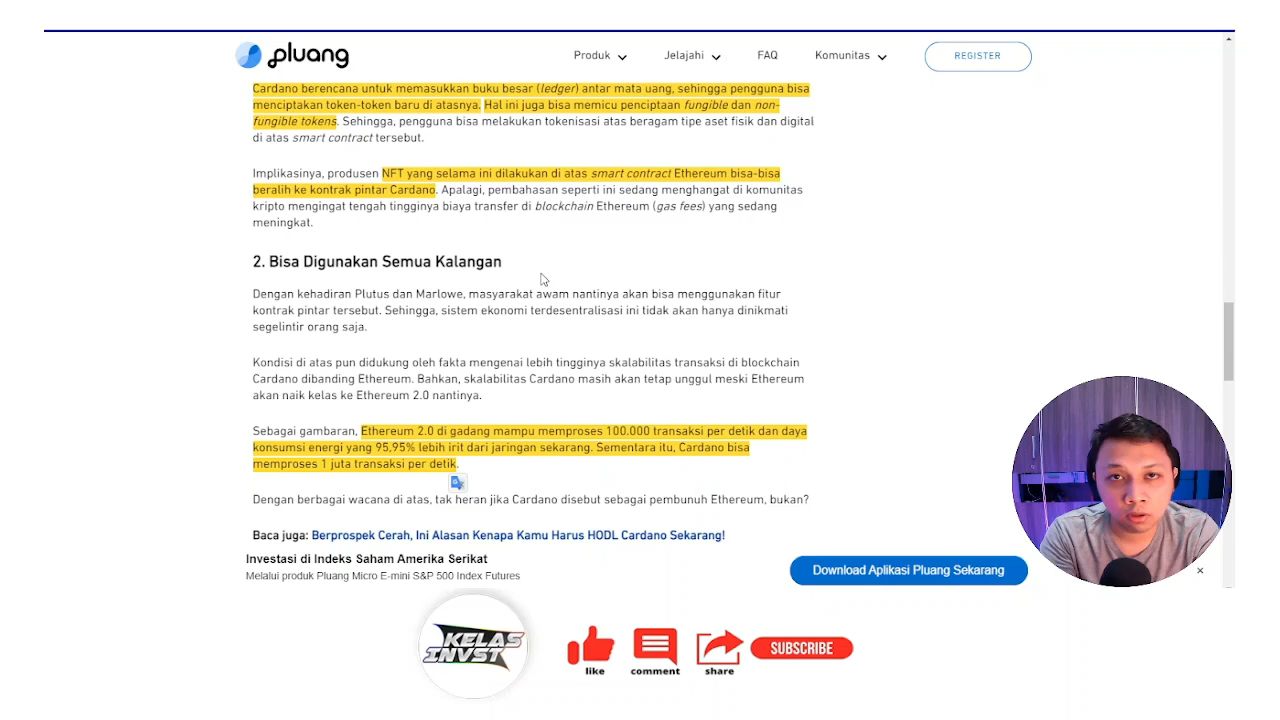 pluang
Produk
Jelajahi
FAQ
Komunitas
REGISTER
Cardano berencana untuk memasukkan buku besar (ledger) antar mata uang, sehingga pengguna bisa
menciptakan token-token baru di atasnya. Hal ini juga bisa memicu penciptaan fungible dan non-
fungible tokens. Sehingga, pengguna bisa melakukan tokenisasi atas beragam tipe aset fisik dan digital
di atas smart contract tersebut.
Implikasinya, produsen NFT yang selama ini dilakukan di atas smart contract Ethereum bisa-bisa
beralih ke kontrak pintar Cardano. Apalagi, pembahasan seperti ini sedang menghangat di komunitas
kripto mengingat tengah tingginya biaya transfer di blockchain Ethereum (gas fees) yang sedang
meningkat.
2. Bisa Digunakan Semua Kalangan
Dengan kehadiran Plutus dan Marlowe, masyarakat awam nantinya akan bisa menggunakan fitur
kontrak pintar tersebut. Sehingga, sistem ekonomi terdesentralisasi ini tidak akan hanya dinikmati
segelintir orang saja.
Kondisi di atas pun didukung oleh fakta mengenai lebih tingginya skalabilitas transaksi di blockchain
Cardano dibanding Ethereum. Bahkan, skalabilitas Cardano masih akan tetap unggul meski Ethereum
akan naik kelas ke Ethereum 2.0 nantinya.
Sebagai gambaran, Ethereum 2.0 di gadang mampu memproses 100.000 transaksi per detik dan daya
konsumsi energi yang 95,95% lebih irit dari jaringan sekarang. Sementara itu, Cardano bisa
memproses 1 juta transaksi per detik.
Dengan berbagai wacana di atas, tak heran jika Cardano disebut sebagai pembunuh Ethereum, bukan?
Baca juga: Berprospek Cerah, Ini Alasan Kenapa Kamu Harus HODL Cardano Sekarang!
Investasi di Indeks Saham Amerika Serikat
Melalui produk Pluang Micro E-mini S&P 500 Index Futures
Download Aplikasi Pluang Sekarang
KELAS
INVST
like
comment
share
SUBSCRIBE